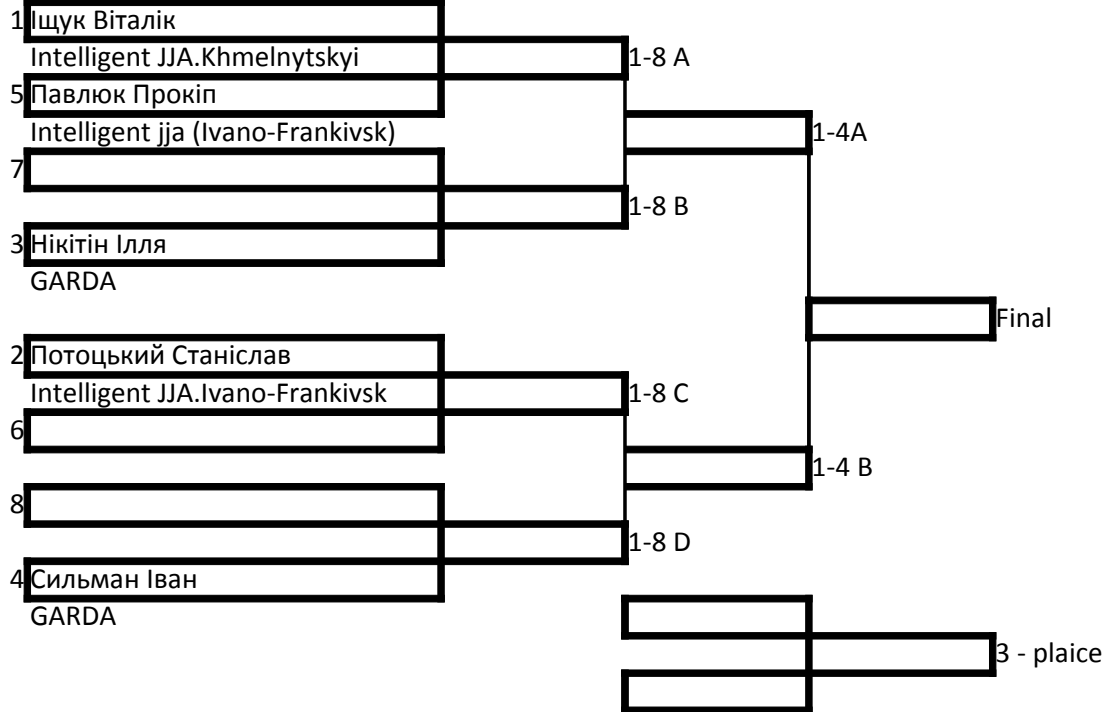 1 Іщук Віталік
Intelligent JJA.Khmelnytskyi
1-8 A
5 Павлюк Прокіп
Intelligent jja (Ivano-Frankivsk)
1-4A
7
1-8 B
3 Нікітін Ілля
GARDA
Final
2 Потоцький Станіслав
Intelligent JJA.Ivano-Frankivsk
1-8 C
6
1-4 B
8
1-8 D
4 Сильман Іван
GARDA
3 - plaice